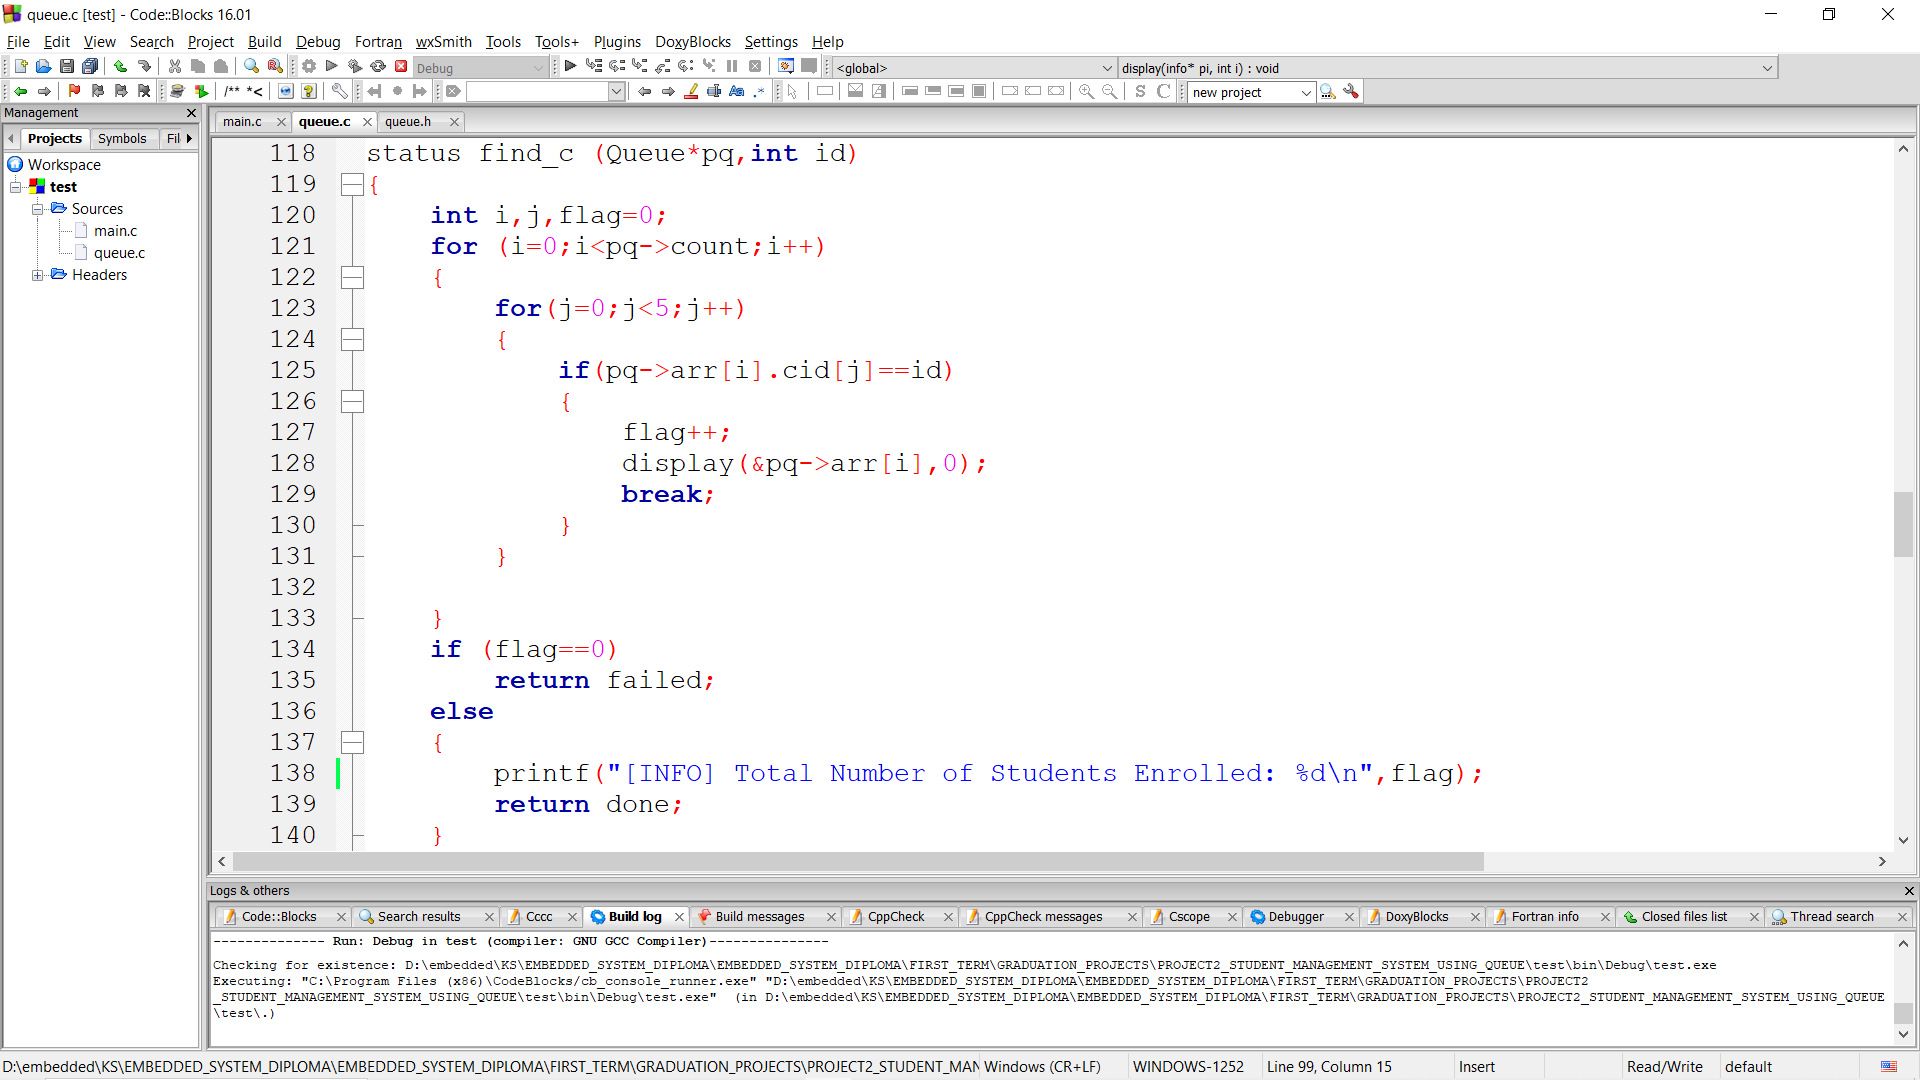 queue.c [test] - Code::Blocks 16.01
File Edit View Search Project Build Debug Fortran wxSmith Tools Tools+ Plugins DoxyBlocks Settings Help
Debug <global> display(info* pi, int i) : void
/** *< Aa .* S C new project
Management
Projects Symbols Fil
Workspace
test
Sources
main.c
queue.c
Headers
main.c queue.c queue.h
118 status find_c (Queue*pq,int id)
119 {
120 int i,j,flag=0;
121 for (i=0;i<pq->count;i++)
122 {
123 for(j=0;j<5;j++)
124 {
125 if(pq->arr[i].cid[j]==id)
126 {
127 flag++;
128 display(&pq->arr[i],0);
129 break;
130 }
131 }
132
133 }
134 if (flag==0)
135 return failed;
136 else
137 {
138 printf("[INFO] Total Number of Students Enrolled: %d\n",flag);
139 return done;
140 }
Logs & others
Code::Blocks Search results Cccc Build log Build messages CppCheck CppCheck messages Cscope Debugger DoxyBlocks Fortran info Closed files list Thread search
-------------- Run: Debug in test (compiler: GNU GCC Compiler)---------------
Checking for existence: D:\embedded\KS\EMBEDDED_SYSTEM_DIPLOMA\EMBEDDED_SYSTEM_DIPLOMA\FIRST_TERM\GRADUATION_PROJECTS\PROJECT2_STUDENT_MANAGEMENT_SYSTEM_USING_QUEUE\test\bin\Debug\test.exe
Executing: "C:\Program Files (x86)\CodeBlocks/cb_console_runner.exe" "D:\embedded\KS\EMBEDDED_SYSTEM_DIPLOMA\EMBEDDED_SYSTEM_DIPLOMA\FIRST_TERM\GRADUATION_PROJECTS\PROJECT2
_STUDENT_MANAGEMENT_SYSTEM_USING_QUEUE\test\bin\Debug\test.exe" (in D:\embedded\KS\EMBEDDED_SYSTEM_DIPLOMA\EMBEDDED_SYSTEM_DIPLOMA\FIRST_TERM\GRADUATION_PROJECTS\PROJECT2_STUDENT_MANAGEMENT_SYSTEM_USING_QUEUE
\test\.)
D:\embedded\KS\EMBEDDED_SYSTEM_DIPLOMA\EMBEDDED_SYSTEM_DIPLOMA\FIRST_TERM\GRADUATION_PROJECTS\PROJECT2_STUDENT_MAN Windows (CR+LF) WINDOWS-1252 Line 99, Column 15 Insert Read/Write default